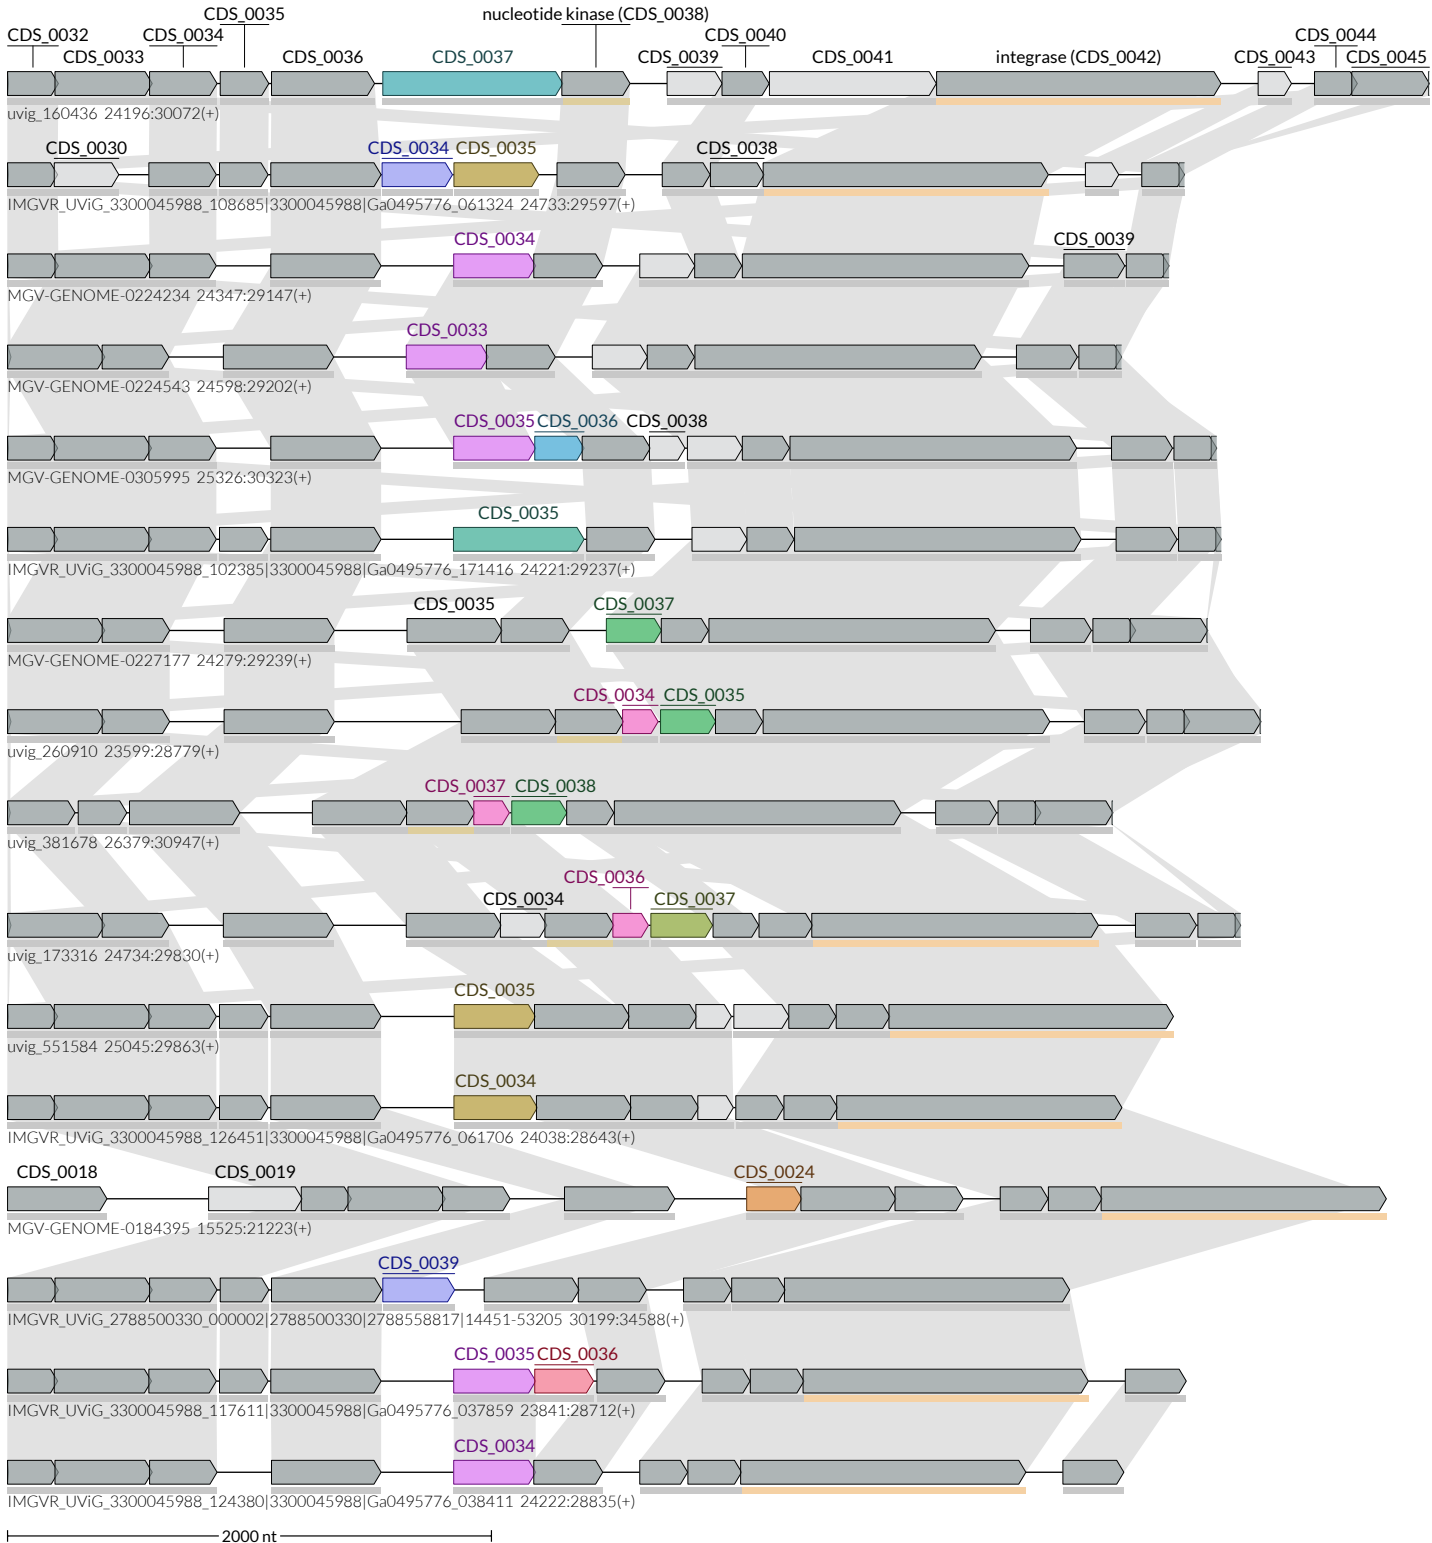 CDS_0035 nucleotide kinase (CDS_0038)
CDS_0032 CDS_0034 CDS_0040 CDS_0044
CDS_0033 CDS_0036 CDS_0037 CDS_0039 CDS_0041 integrase (CDS_0042) CDS_0043 CDS_0045
uvig_160436 24196:30072(+)
CDS_0030 CDS_0034 CDS_0035 CDS_0038
IMGVR_UViG_3300045988_108685|3300045988|Ga0495776_061324 24733:29597(+)
CDS_0034 CDS_0039
MGV-GENOME-0224234 24347:29147(+)
CDS_0033
MGV-GENOME-0224543 24598:29202(+)
CDS_0035 CDS_0036 CDS_0038
MGV-GENOME-0305995 25326:30323(+)
CDS_0035
IMGVR_UViG_3300045988_102385|3300045988|Ga0495776_171416 24221:29237(+)
CDS_0035 CDS_0037
MGV-GENOME-0227177 24279:29239(+)
CDS_0034 CDS_0035
uvig_260910 23599:28779(+)
CDS_0037 CDS_0038
uvig_381678 26379:30947(+)
CDS_0036
CDS_0034 CDS_0037
uvig_173316 24734:29830(+)
CDS_0035
uvig_551584 25045:29863(+)
CDS_0034
IMGVR_UViG_3300045988_126451|3300045988|Ga0495776_061706 24038:28643(+)
CDS_0018 CDS_0019 CDS_0024
MGV-GENOME-0184395 15525:21223(+)
CDS_0039
IMGVR_UViG_2788500330_000002|2788500330|2788558817|14451-53205 30199:34588(+)
CDS_0035 CDS_0036
IMGVR_UViG_3300045988_117611|3300045988|Ga0495776_037859 23841:28712(+)
CDS_0034
IMGVR_UViG_3300045988_124380|3300045988|Ga0495776_038411 24222:28835(+)
2000 nt